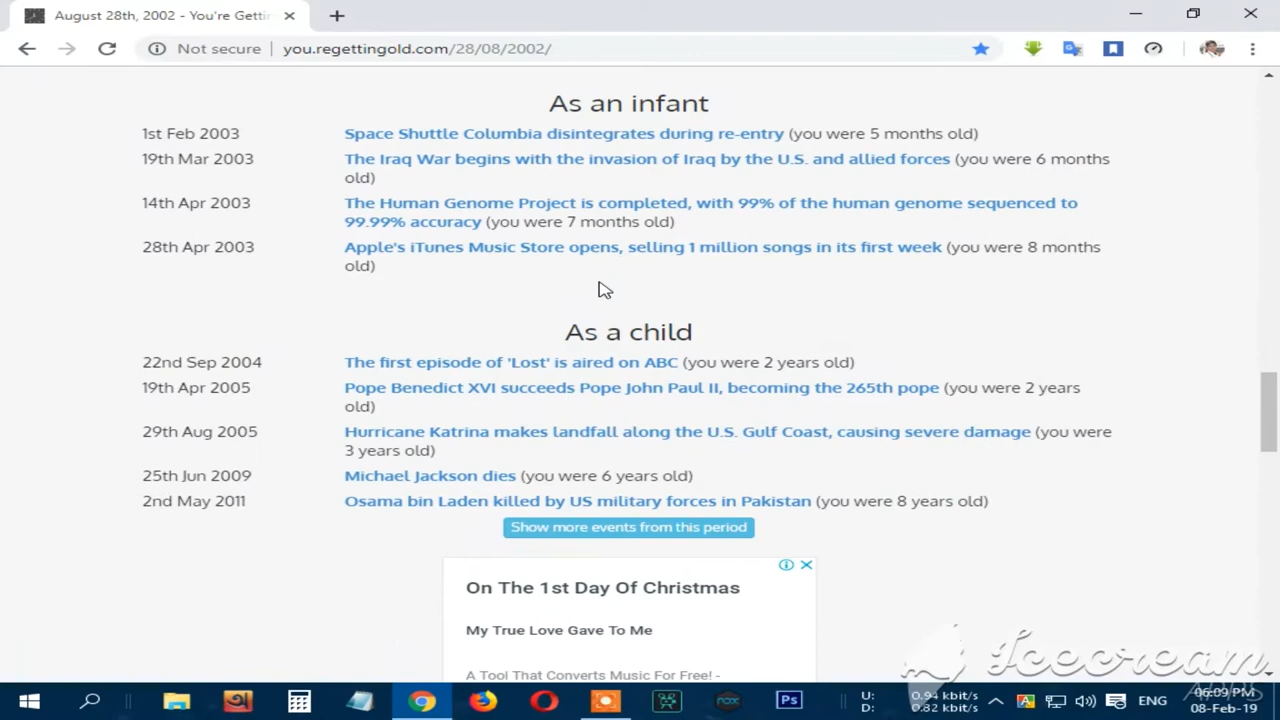 August 28th, 2002 - You're Gettin
Not secure | you.regettingold.com/28/08/2002/
As an infant
1st Feb 2003 Space Shuttle Columbia disintegrates during re-entry (you were 5 months old)
19th Mar 2003 The Iraq War begins with the invasion of Iraq by the U.S. and allied forces (you were 6 months
old)
14th Apr 2003 The Human Genome Project is completed, with 99% of the human genome sequenced to
99.99% accuracy (you were 7 months old)
28th Apr 2003 Apple's iTunes Music Store opens, selling 1 million songs in its first week (you were 8 months
old)
As a child
22nd Sep 2004 The first episode of 'Lost' is aired on ABC (you were 2 years old)
19th Apr 2005 Pope Benedict XVI succeeds Pope John Paul II, becoming the 265th pope (you were 2 years
old)
29th Aug 2005 Hurricane Katrina makes landfall along the U.S. Gulf Coast, causing severe damage (you were
3 years old)
25th Jun 2009 Michael Jackson dies (you were 6 years old)
2nd May 2011 Osama bin Laden killed by US military forces in Pakistan (you were 8 years old)
Show more events from this period
On The 1st Day Of Christmas
My True Love Gave To Me
A Tool That Converts Music For Free! -
Icecream
APPS
U: 0.94 kbit/s
D: 0.82 kbit/s
ENG
06:09 PM
08-Feb-19
Ps